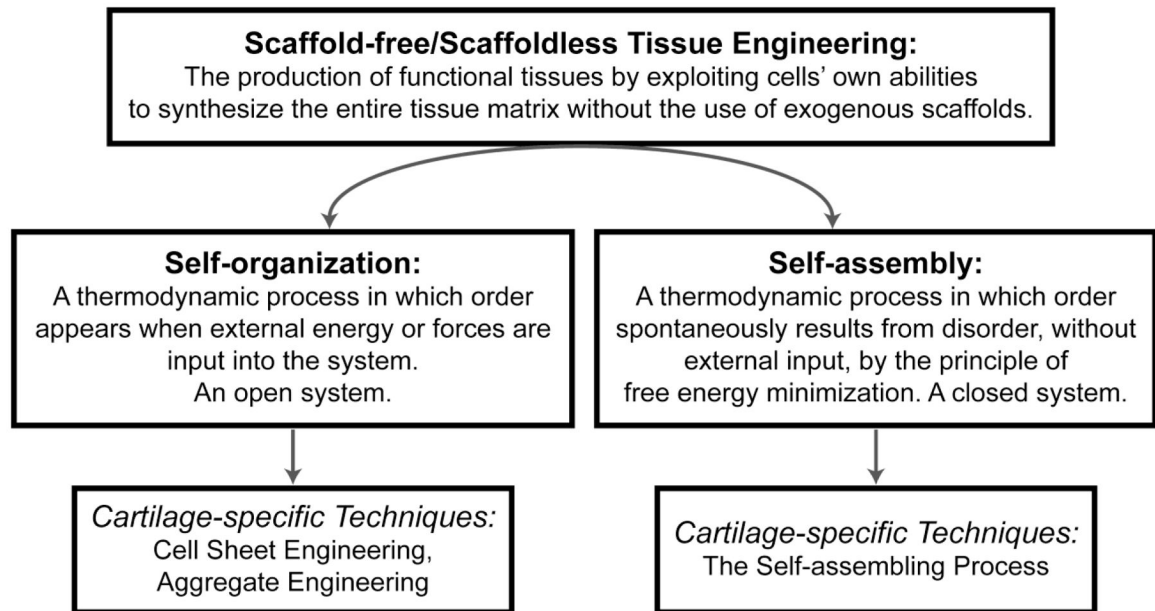 Scaffold-free/Scaffoldless Tissue Engineering:
The production of functional tissues by exploiting cells' own abilities
to synthesize the entire tissue matrix without the use of exogenous scaffolds.
Self-organization:
A thermodynamic process in which order
appears when external energy or forces are
input into the system.
An open system.
Self-assembly:
A thermodynamic process in which order
spontaneously results from disorder, without
external input, by the principle of
free energy minimization. A closed system.
Cartilage-specific Techniques:
Cell Sheet Engineering,
Aggregate Engineering
Cartilage-specific Techniques:
The Self-assembling Process